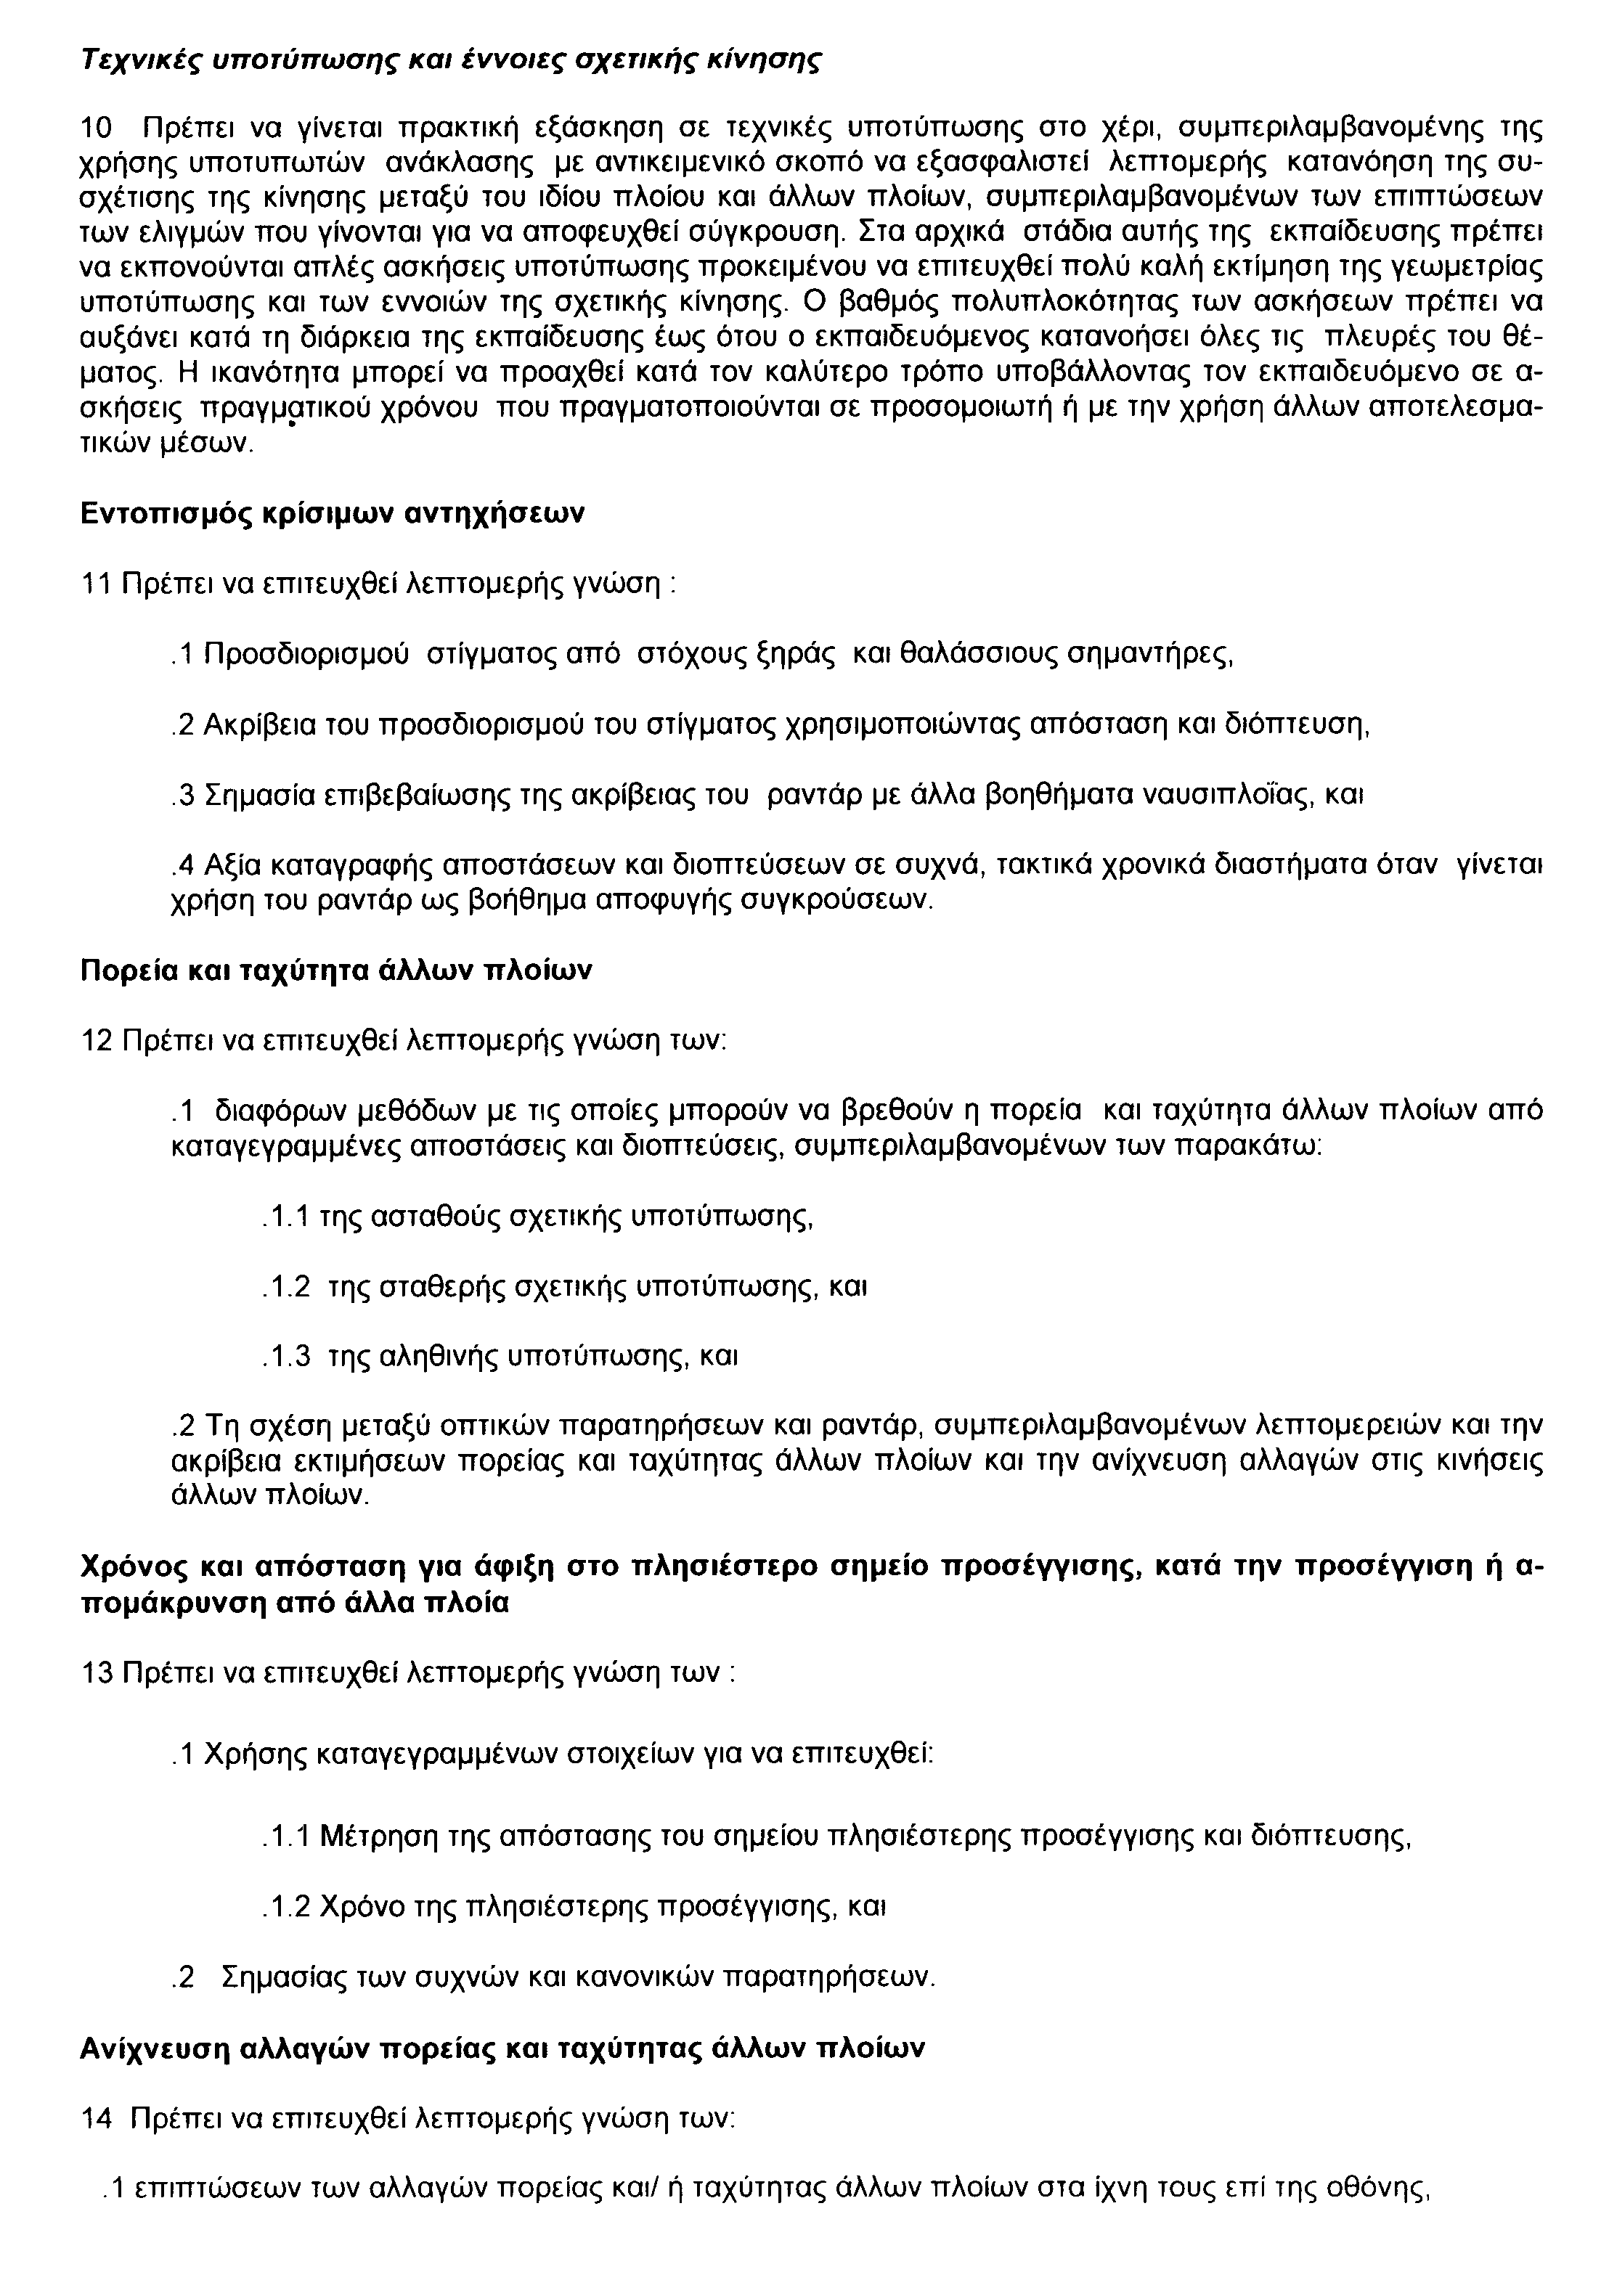 Τεχνικές υποτύπωσης και έννοιες σχετικής κίνησης
10 Πρέπει να γίνεται πρακτική εξάσκηση σε τεχνικές υποτύπωσης στο χέρι, συμπεριλαμβανομένης της
χρήσης υποτυπωτών ανάκλασης με αντικειμενικό σκοπό να εξασφαλιστεί λεπτομερής κατανόηση της συ-
σχέτισης της κίνησης μεταξύ του ιδίου πλοίου και άλλων πλοίων, συμπεριλαμβανομένων των επιπτώσεων
των ελιγμών που γίνονται για να αποφευχθεί σύγκρουση. Στα αρχικά στάδια αυτής της εκπαίδευσης πρέπει
να εκπονούνται απλές ασκήσεις υποτύπωσης προκειμένου να επιτευχθεί πολύ καλή εκτίμηση της γεωμετρίας
υποτύπωσης και των εννοιών της σχετικής κίνησης. Ο βαθμός πολυπλοκότητας των ασκήσεων πρέπει να
αυξάνει κατά τη διάρκεια της εκπαίδευσης έως ότου ο εκπαιδευόμενος κατανοήσει όλες τις πλευρές του θέ-
ματος. Η ικανότητα μπορεί να προαχθεί κατά τον καλύτερο τρόπο υποβάλλοντας τον εκπαιδευόμενο σε α-
σκήσεις πραγματικού χρόνου που πραγματοποιούνται σε προσομοιωτή ή με την χρήση άλλων αποτελεσμα-
τικών μέσων.
Εντοπισμός κρίσιμων αντηχήσεων
11 Πρέπει να επιτευχθεί λεπτομερής γνώση :
.1 Προσδιορισμού στίγματος από στόχους ξηράς και θαλάσσιους σημαντήρες,
.2 Ακρίβεια του προσδιορισμού του στίγματος χρησιμοποιώντας απόσταση και διόπτευση,
.3 Σημασία επιβεβαίωσης της ακρίβειας του ραντάρ με άλλα βοηθήματα ναυσιπλοΐας, και
.4 Αξία καταγραφής αποστάσεων και διοπτεύσεων σε συχνά, τακτικά χρονικά διαστήματα όταν γίνεται
χρήση του ραντάρ ως βοήθημα αποφυγής συγκρούσεων.
Πορεία και ταχύτητα άλλων πλοίων
12 Πρέπει να επιτευχθεί λεπτομερής γνώση των:
.1 διαφόρων μεθόδων με τις οποίες μπορούν να βρεθούν η πορεία και ταχύτητα άλλων πλοίων από
καταγεγραμμένες αποστάσεις και διοπτεύσεις, συμπεριλαμβανομένων των παρακάτω:
.1.1 της ασταθούς σχετικής υποτύπωσης,
.1.2 της σταθερής σχετικής υποτύπωσης, και
.1.3 της αληθινής υποτύπωσης, και
.2 Τη σχέση μεταξύ οπτικών παρατηρήσεων και ραντάρ, συμπεριλαμβανομένων λεπτομερειών και την
ακρίβεια εκτιμήσεων πορείας και ταχύτητας άλλων πλοίων και την ανίχνευση αλλαγών στις κινήσεις
άλλων πλοίων.
Χρόνος και απόσταση για άφιξη στο πλησιέστερο σημείο προσέγγισης, κατά την προσέγγιση ή α-
πομάκρυνση από άλλα πλοία
13 Πρέπει να επιτευχθεί λεπτομερής γνώση των :
.1 Χρήσης καταγεγραμμένων στοιχείων για να επιτευχθεί:
.1.1 Μέτρηση της απόστασης του σημείου πλησιέστερης προσέγγισης και διόπτευσης,
.1.2 Χρόνο της πλησιέστερης προσέγγισης, και
.2 Σημασίας των συχνών και κανονικών παρατηρήσεων.
Ανίχνευση αλλαγών πορείας και ταχύτητας άλλων πλοίων
14 Πρέπει να επιτευχθεί λεπτομερής γνώση των:
.1 επιπτώσεων των αλλαγών πορείας και/ ή ταχύτητας άλλων πλοίων στα ίχνη τους επί της οθόνης,